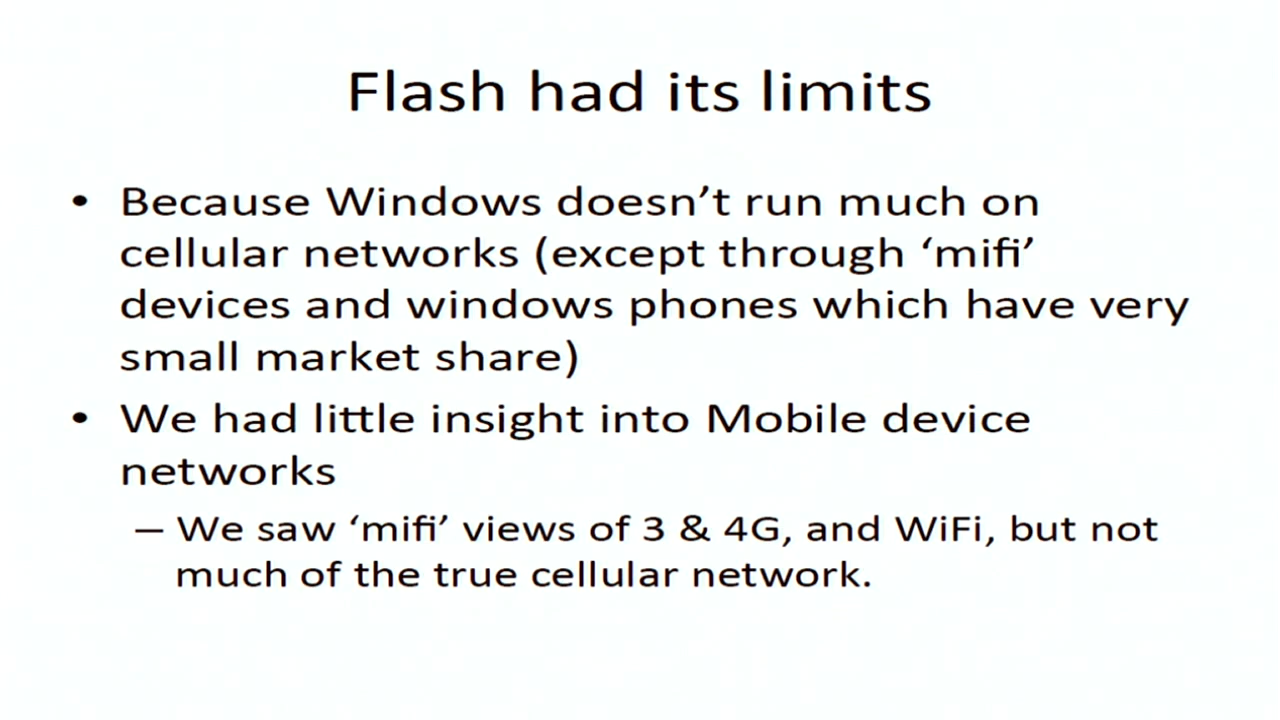 Flash had its limits
• Because Windows doesn’t run much on
cellular networks (except through ‘mifi’
devices and windows phones which have very
small market share)
• We had little insight into Mobile device
networks
– We saw ‘mifi’ views of 3 & 4G, and WiFi, but not
much of the true cellular network.